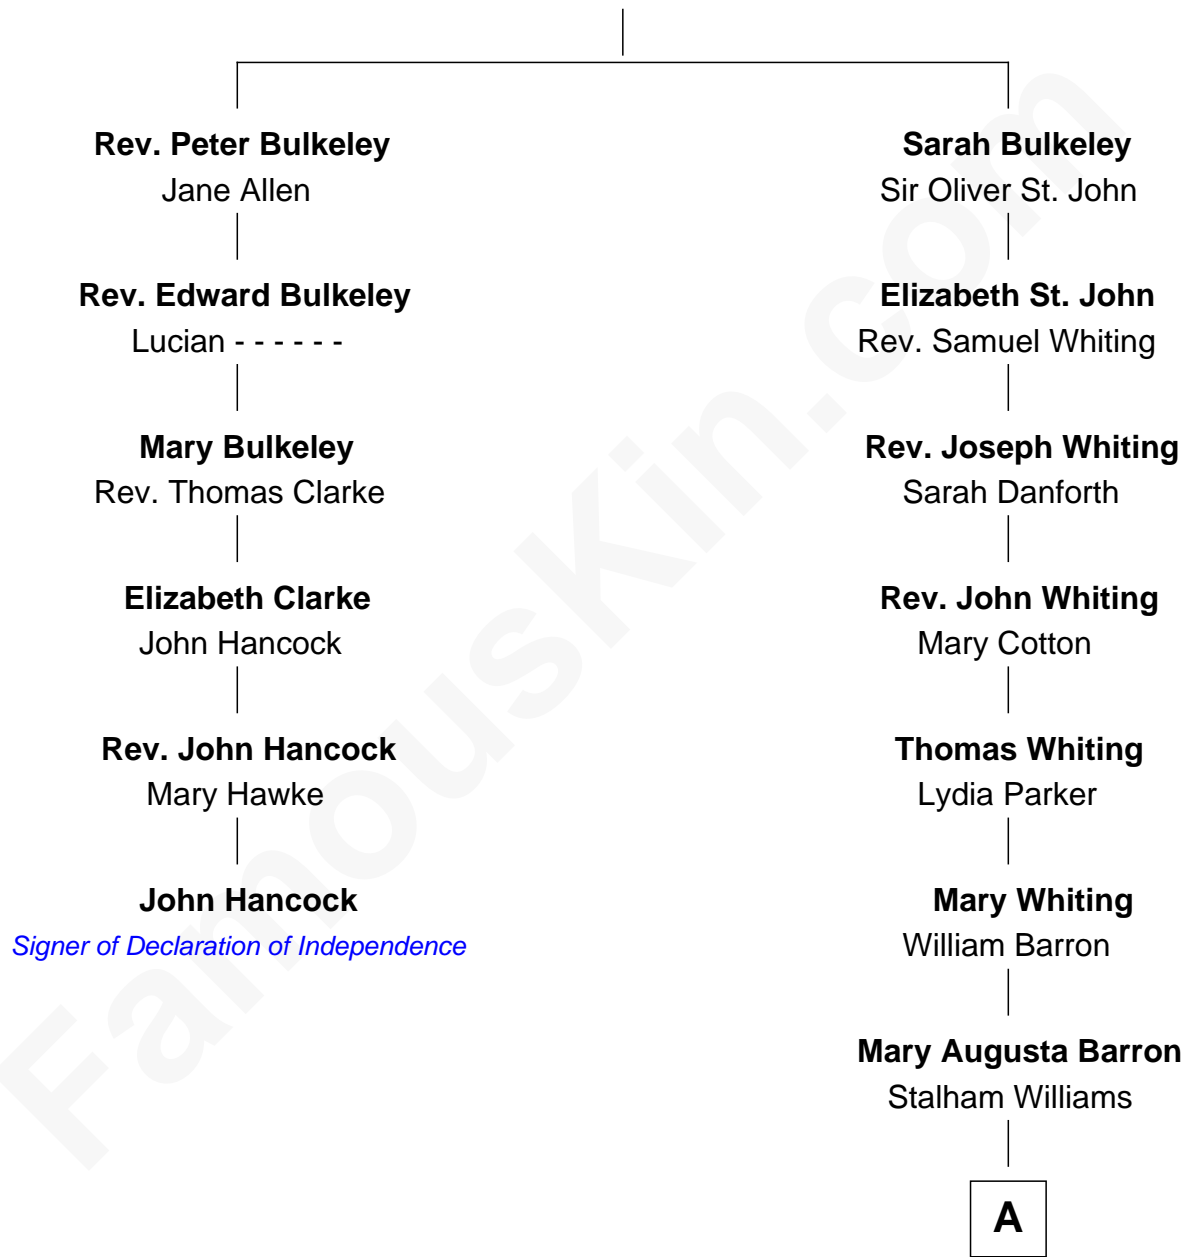 Rev. Peter Bulkeley
Jane Allen
Rev. Edward Bulkeley
Lucian - - - - - -
Mary Bulkeley
Rev. Thomas Clarke
Elizabeth Clarke
John Hancock
Rev. John Hancock
Mary Hawke
John Hancock
Signer of Declaration of Independence
Sarah Bulkeley
Sir Oliver St. John
Elizabeth St. John
Rev. Samuel Whiting
Rev. Joseph Whiting
Sarah Danforth
Rev. John Whiting
Mary Cotton
Thomas Whiting
Lydia Parker
Mary Whiting
William Barron
Mary Augusta Barron
Stalham Williams
A
FamousKin.com